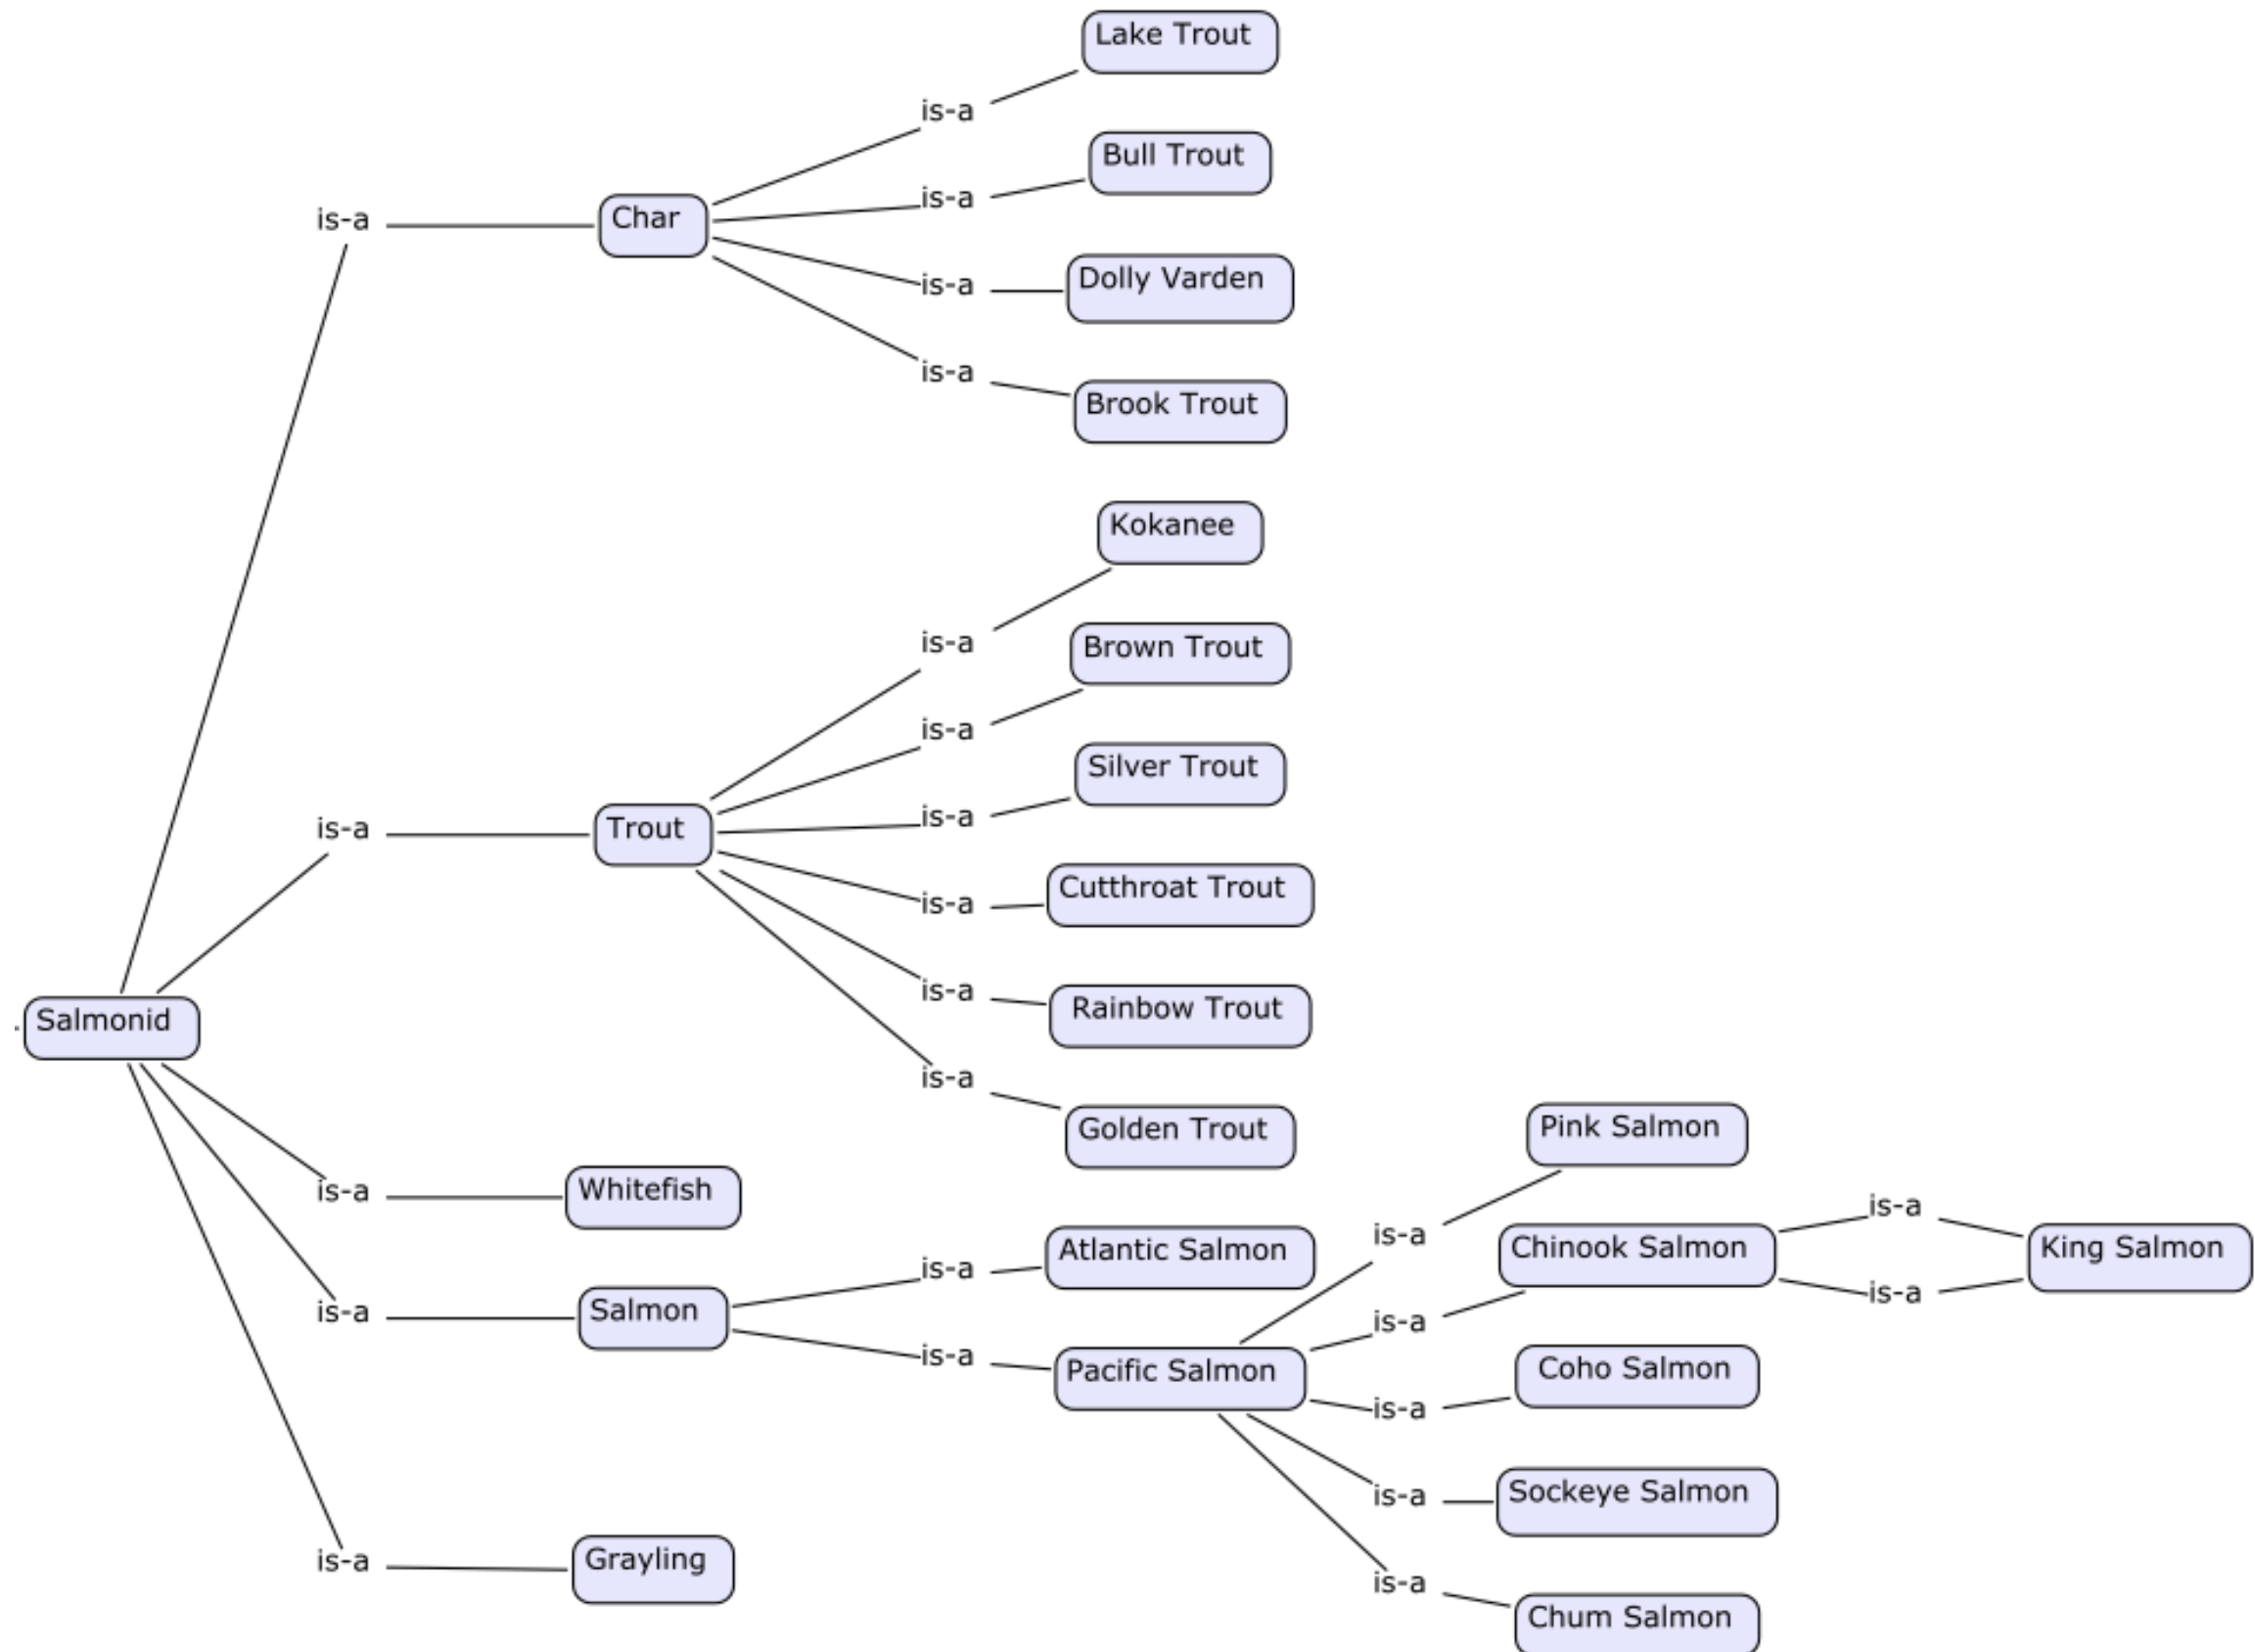 Lake Trout
is-a
Bull Trout
is-a
is-a
Char
Dolly Varden
is-a
is-a
Brook Trout
Kokanee
is-a
Brown Trout
is-a
Silver Trout
is-a
is-a
Trout
Cutthroat Trout
is-a
is-a
Rainbow Trout
Salmonid
is-a
Golden Trout
Pink Salmon
is-a
Whitefish
is-a
is-a
Atlantic Salmon
Chinook Salmon
King Salmon
is-a
is-a
is-a
Salmon
is-a
is-a
Pacific Salmon
Coho Salmon
is-a
Sockeye Salmon
is-a
is-a
Grayling
is-a
Chum Salmon